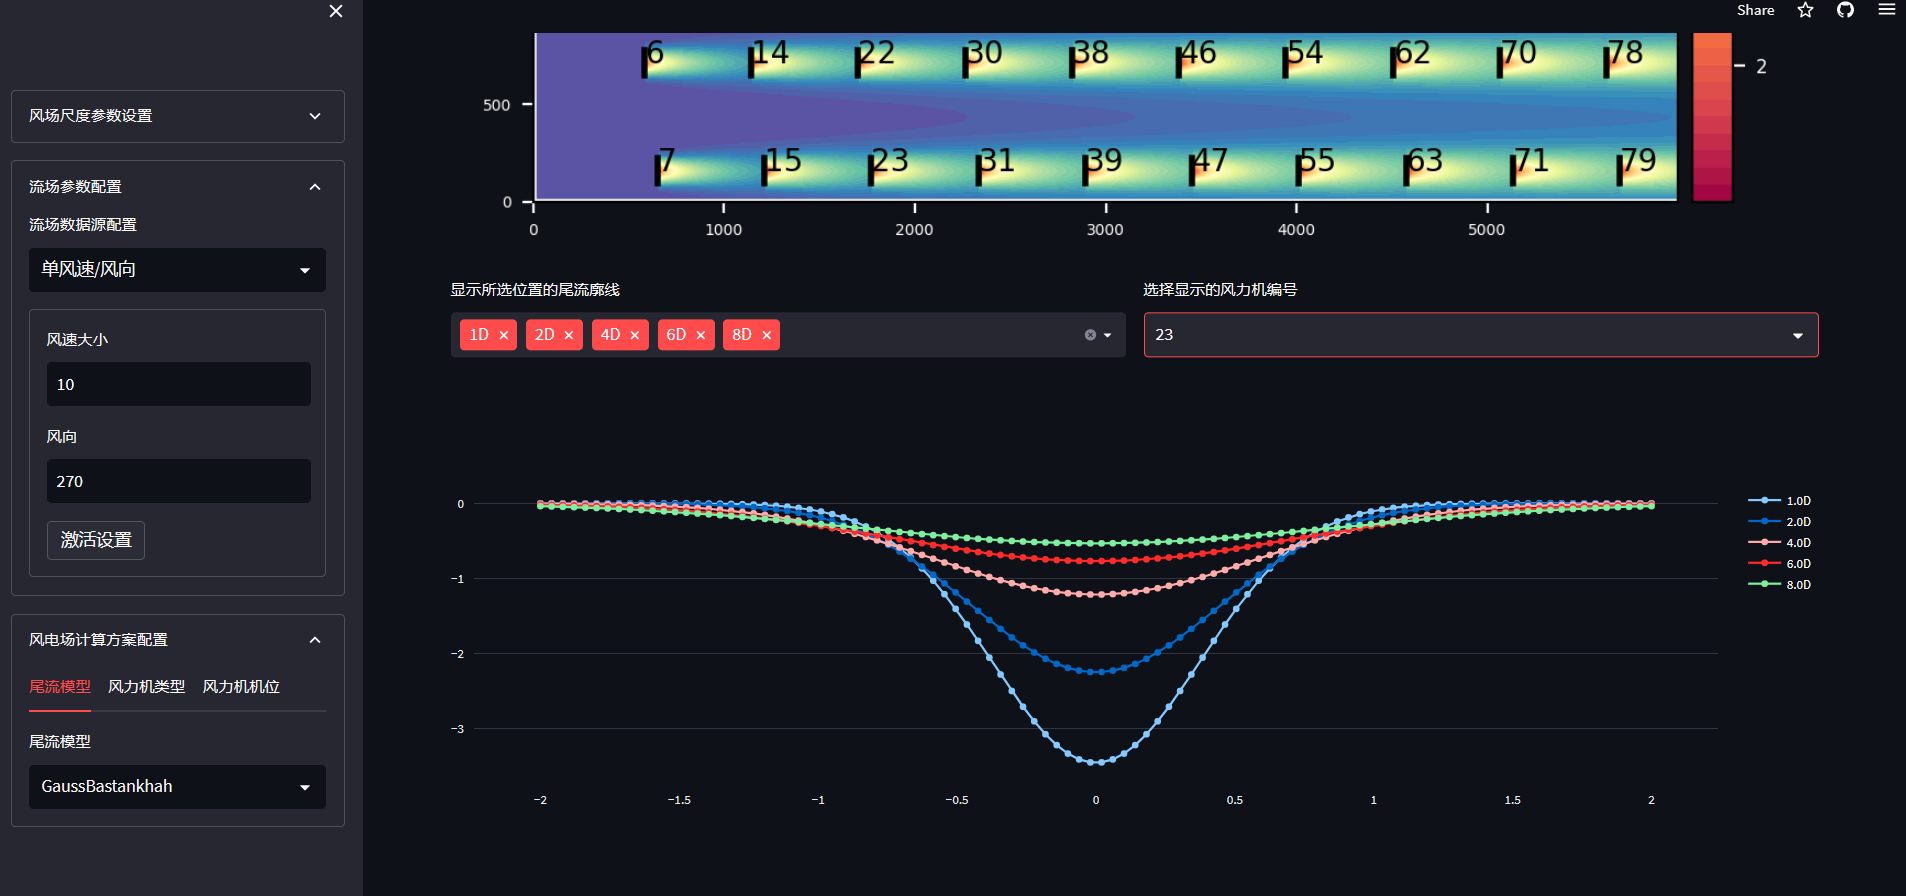 Share
风场尺度参数设置
流场参数配置
流场数据源配置
单风速/风向
风速大小
10
风向
270
激活设置
风电场计算方案配置
尾流模型 风力机类型 风力机机位
尾流模型
GaussBastankhah
6 14 22 30 38 46 54 62 70 78
2
500
7 15 23 31 39 47 55 63 71 79
0
0 1000 2000 3000 4000 5000
显示所选位置的尾流廓线
1D 2D 4D 6D 8D
选择显示的风力机编号
23
0
−1
−2
−3
−2 −1.5 −1 −0.5 0 0.5 1 1.5 2
1.0D
2.0D
4.0D
6.0D
8.0D